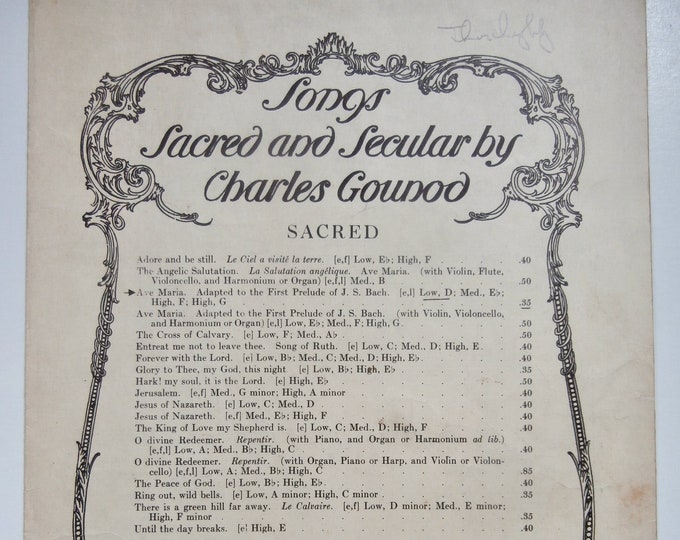 Songs
Sacred and Secular by
Charles Gounod
SACRED
Adore and be still. Le Ciel a visité la terre. [e,f] Low, E♭; High, F .40
The Angelic Salutation. La Salutation angélique. Ave Maria. (with Violin, Flute,
Violoncello, and Harmonium or Organ) [e,f,l] Med., B .50
Ave Maria. Adapted to the First Prelude of J. S. Bach. [e,l] Low, D; Med., E♭;
High, F; High, G .35
Ave Maria. Adapted to the First Prelude of J. S. Bach. (with Violin, Violoncello,
and Harmonium or Organ) [e,l] Low, E♭; Med., F; High, G .50
The Cross of Calvary. [e] Low, F; Med., A♭ .50
Entreat me not to leave thee. Song of Ruth. [e] Low, C; Med., D; High, E .40
Forever with the Lord. [e] Low, B♭; Med., C; Med., D; High, E♭ .40
Glory to Thee, my God, this night [e] Low, B♭; High, E♭ .35
Hark! my soul, it is the Lord. [e] High, E♭ .50
Jerusalem. [e,f] Med., G minor; High, A minor .40
Jesus of Nazareth. [e] Low, C; Med., D .40
Jesus of Nazareth. [e,f] Med., E♭; High, F .40
The King of Love my Shepherd is. [e] Low, C; Med., D; High, F .40
O divine Redeemer. Repentir. (with Piano, and Organ or Harmonium ad lib.)
[e,f,l] Low, A; Med., B♭; High, C .40
O divine Redeemer. Repentir. (with Organ, Piano or Harp, and Violin or Violon-
cello) [e,f,l] Low, A; Med., B♭; High, C .85
The Peace of God. [e] Low, B♭; High, E♭ .40
Ring out, wild bells. [e] Low, A minor; High, C minor .35
There is a green hill far away. Le Calvaire. [e,f] Low, D minor; Med., E minor;
High, F minor .35
Until the day breaks. [e] High, E .40